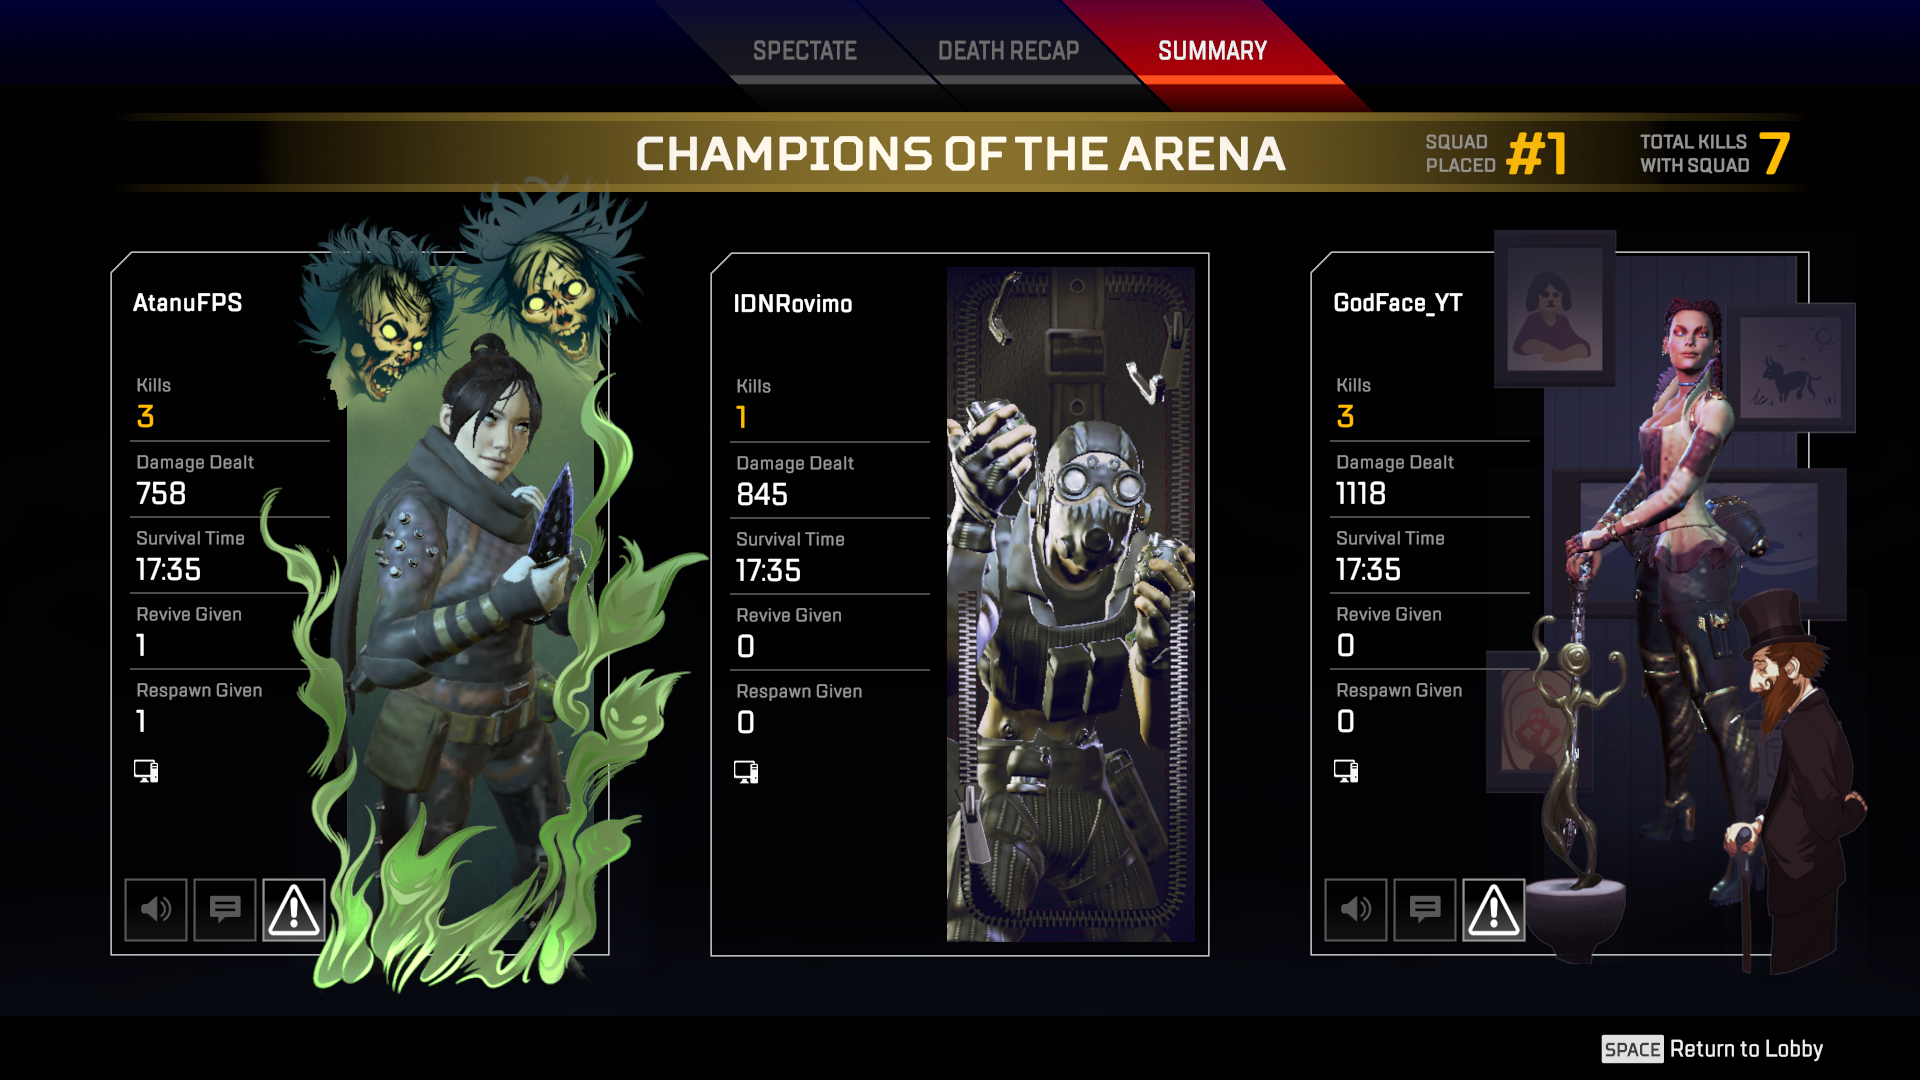 SPECTATE
DEATH RECAP
SUMMARY
CHAMPIONS OF THE ARENA
SQUAD
PLACED
#1
TOTAL KILLS
WITH SQUAD
7
AtanuFPS
Kills
3
Damage Dealt
758
Survival Time
17:35
Revive Given
1
Respawn Given
1
IDNRovimo
Kills
1
Damage Dealt
845
Survival Time
17:35
Revive Given
0
Respawn Given
0
GodFace_YT
Kills
3
Damage Dealt
1118
Survival Time
17:35
Revive Given
0
Respawn Given
0
SPACE Return to Lobby